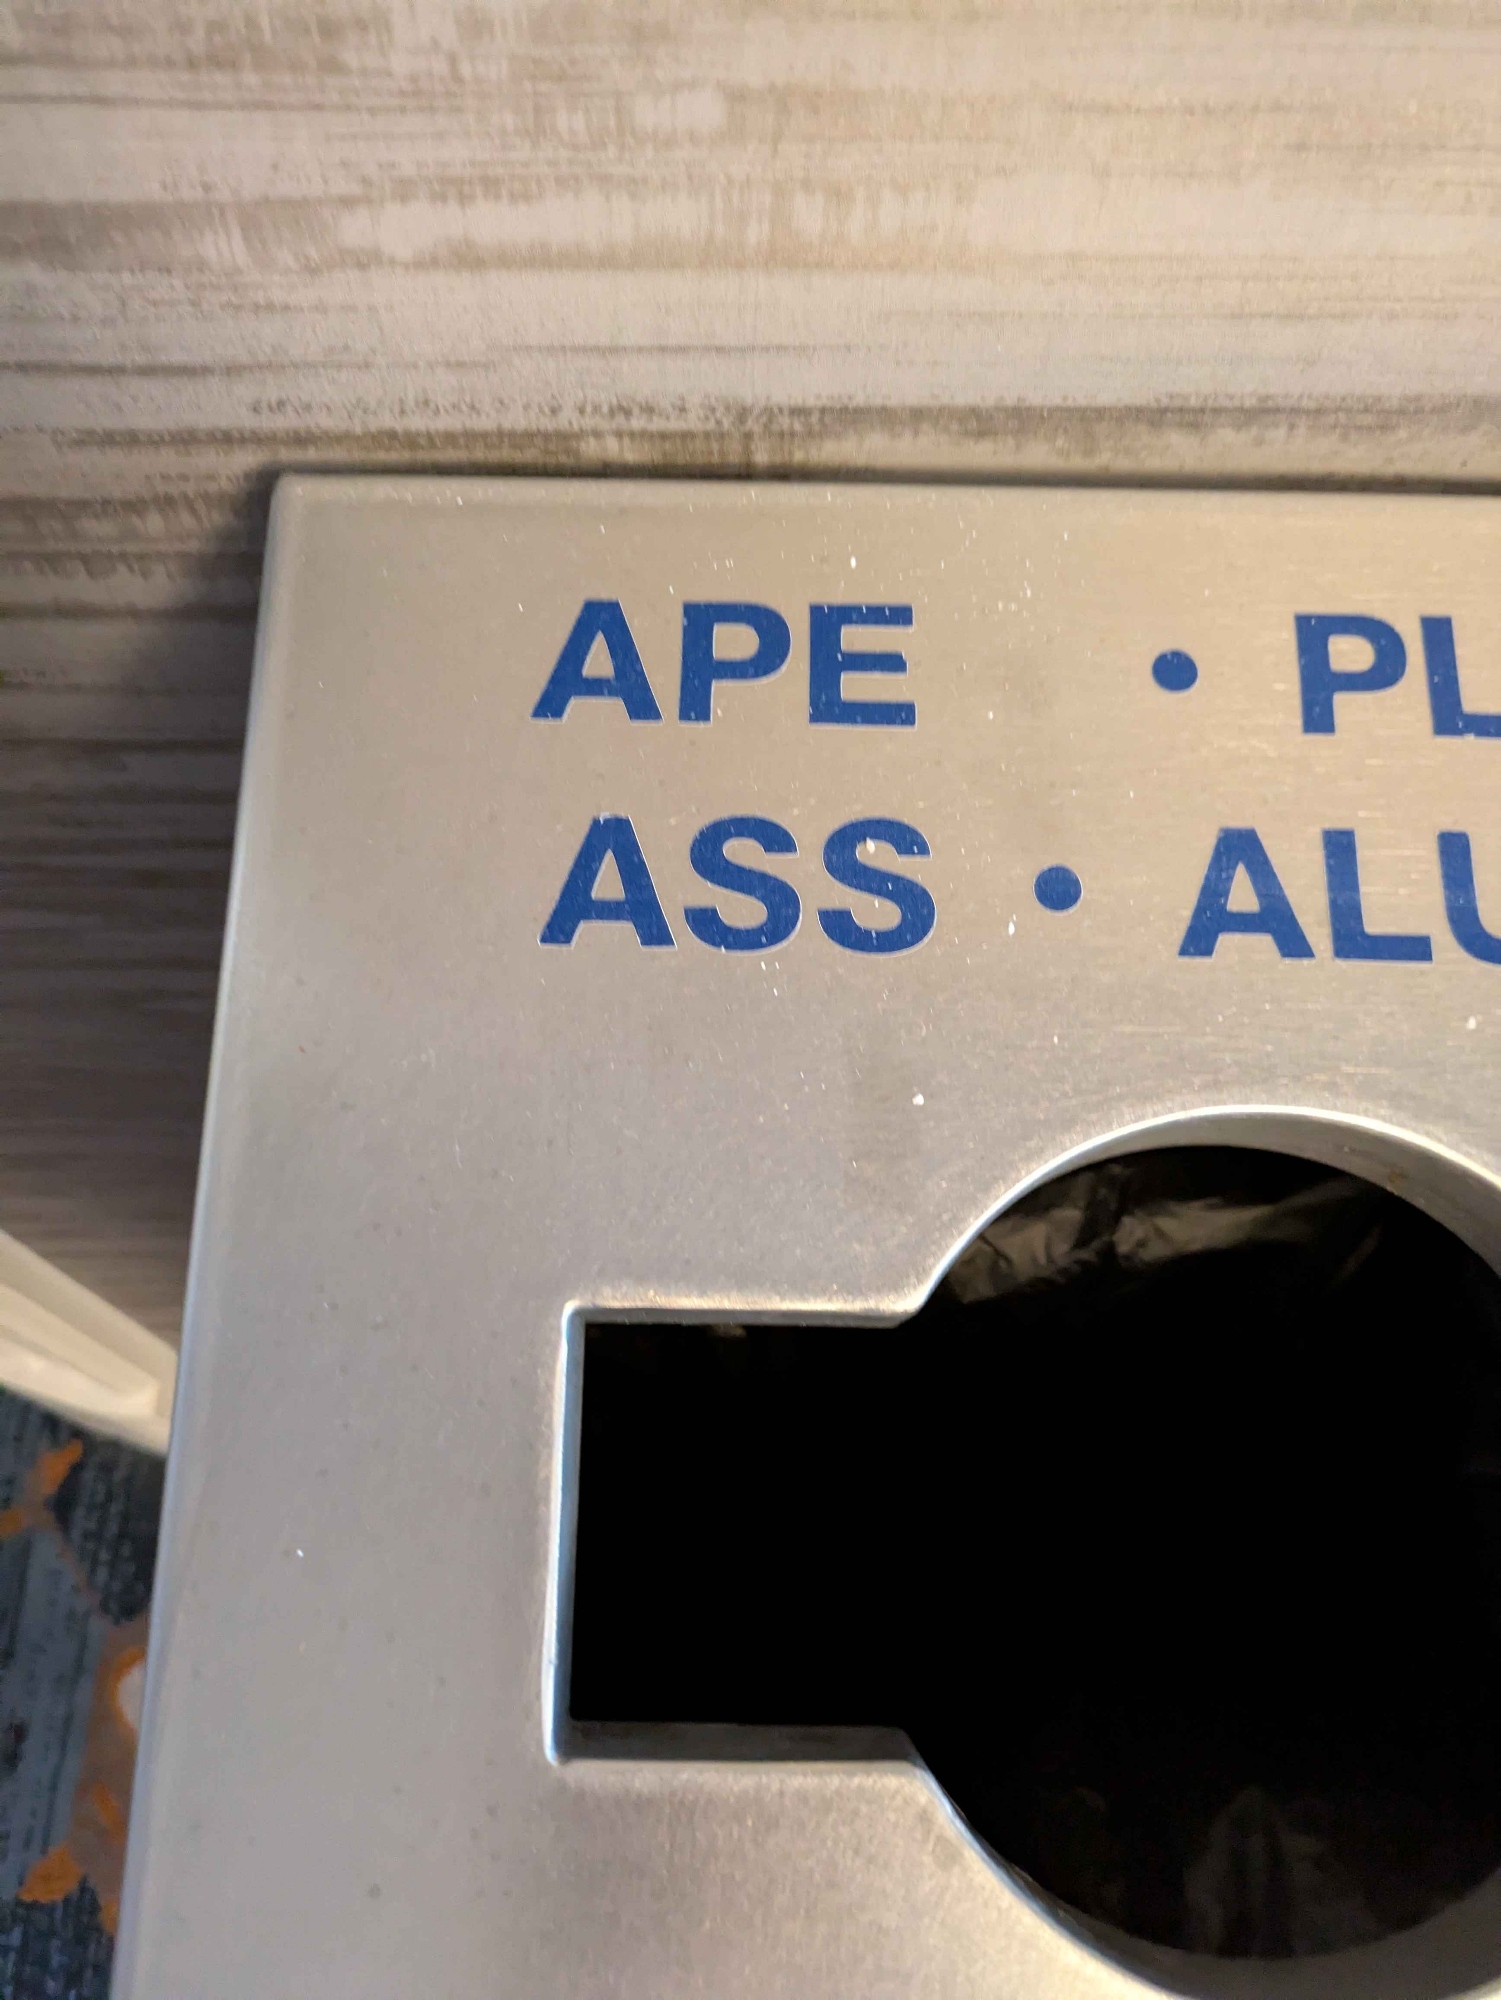 APE • PL
ASS • ALU